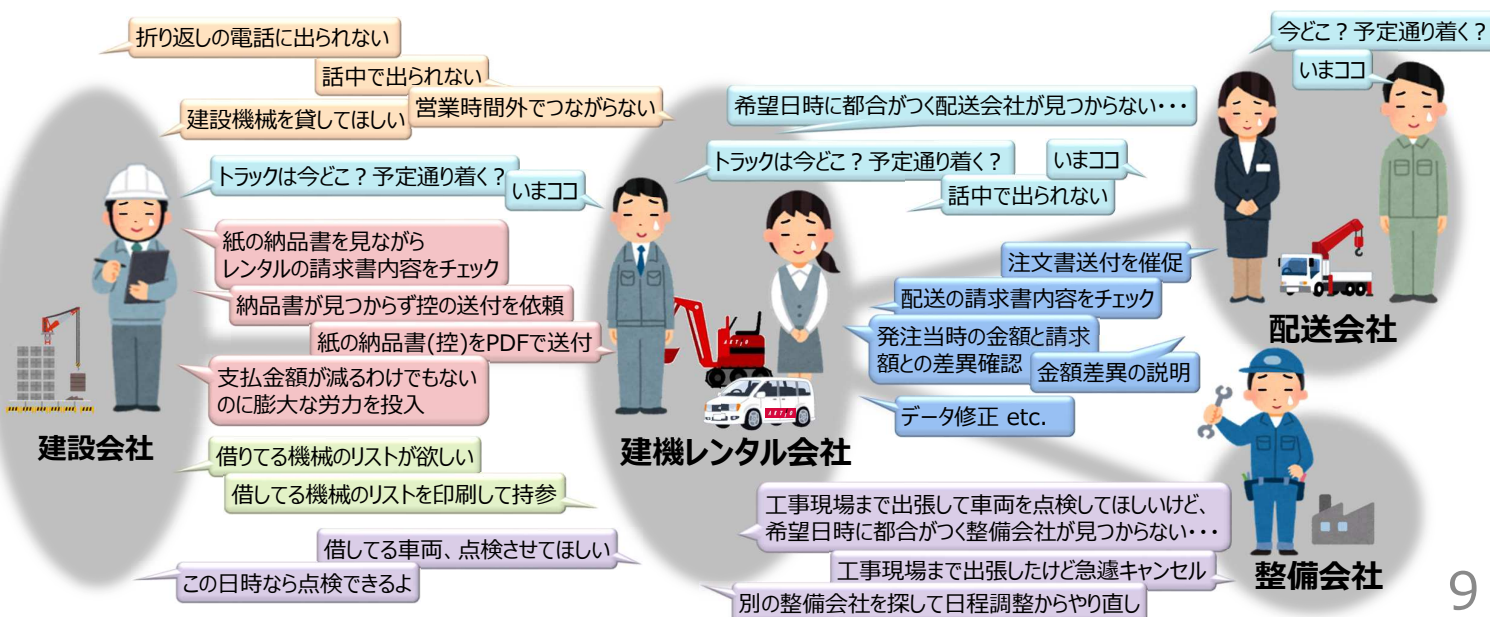 折り返しの電話に出られない
話中で出られない
営業時間外でつながらない
建設機械を貸してほしい
トラックは今どこ？予定通り着く？
いまココ
紙の納品書を見ながら
レンタルの請求書内容をチェック
納品書が見つからず控の送付を依頼
紙の納品書(控)をPDFで送付
支払金額が減るわけでもない
のに膨大な労力を投入
建設会社
借りてる機械のリストが欲しい
借してる機械のリストを印刷して持参
借してる車両、点検させてほしい
この日時なら点検できるよ
希望日時に都合がつく配送会社が見つからない・・・
トラックは今どこ？予定通り着く？
いまココ
話中で出られない
今どこ？予定通り着く？
いまココ
注文書送付を催促
配送の請求書内容をチェック
発注当時の金額と請求
額との差異確認
金額差異の説明
データ修正 etc.
配送会社
建機レンタル会社
工事現場まで出張して車両を点検してほしいけど、
希望日時に都合がつく整備会社が見つからない・・・
工事現場まで出張したけど急遽キャンセル
別の整備会社を探して日程調整からやり直し
整備会社
9